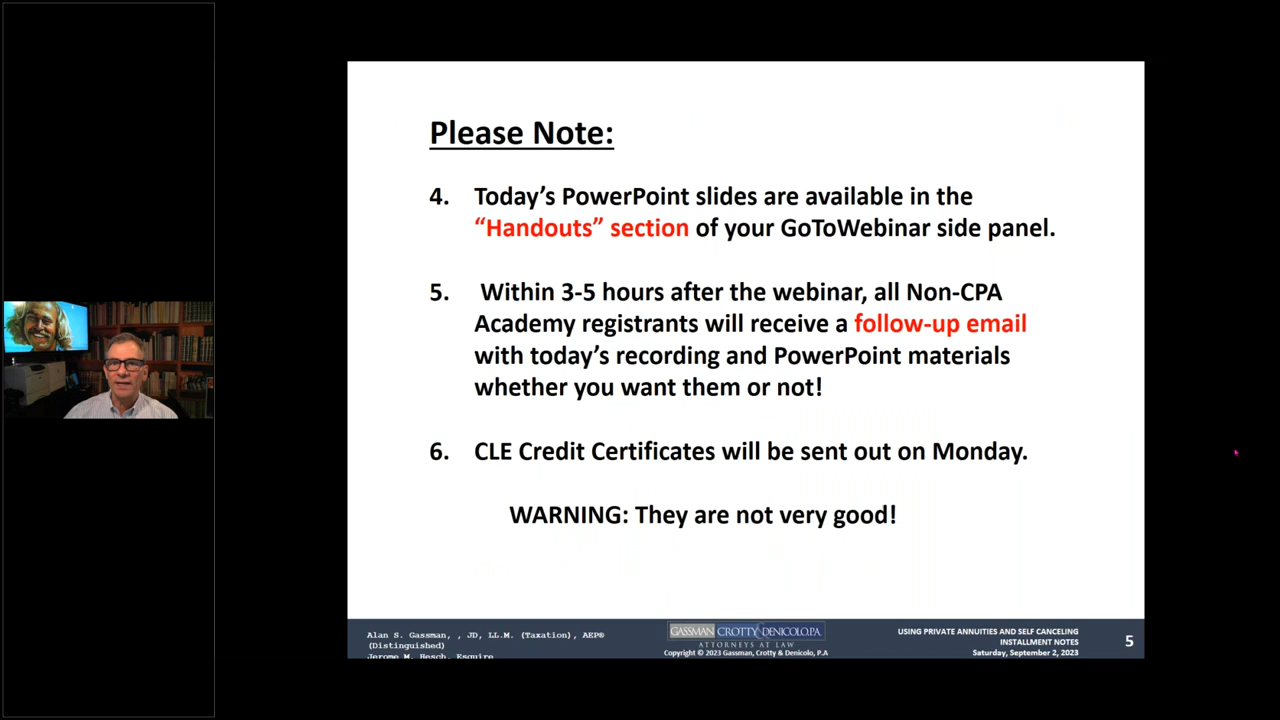 Please Note:
4. Today's PowerPoint slides are available in the
“Handouts” section of your GoToWebinar side panel.
5. Within 3-5 hours after the webinar, all Non-CPA
Academy registrants will receive a follow-up email
with today's recording and PowerPoint materials
whether you want them or not!
6. CLE Credit Certificates will be sent out on Monday.
WARNING: They are not very good!
Alan S. Gassman, , JD, LL.M. (Taxation), AEP®
(Distinguished)
Jerome M. Hesch, Esquire
GASSMAN CROTTY & DENICOLO, P.A.
ATTORNEYS AT LAW
Copyright © 2023 Gassman, Crotty & Denicolo, P.A
USING PRIVATE ANNUITIES AND SELF CANCELING
INSTALLMENT NOTES
Saturday, September 2, 2023
5